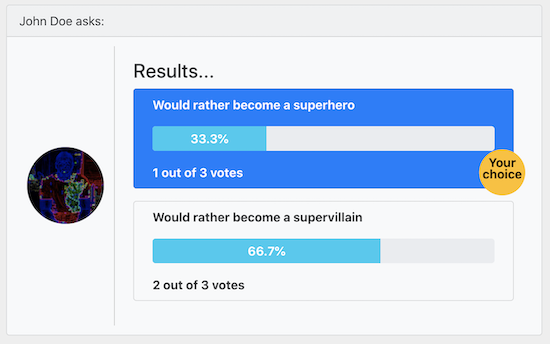 John Doe asks:
Results...
Would rather become a superhero
33.3%
1 out of 3 votes
Your
choice
Would rather become a supervillain
66.7%
2 out of 3 votes